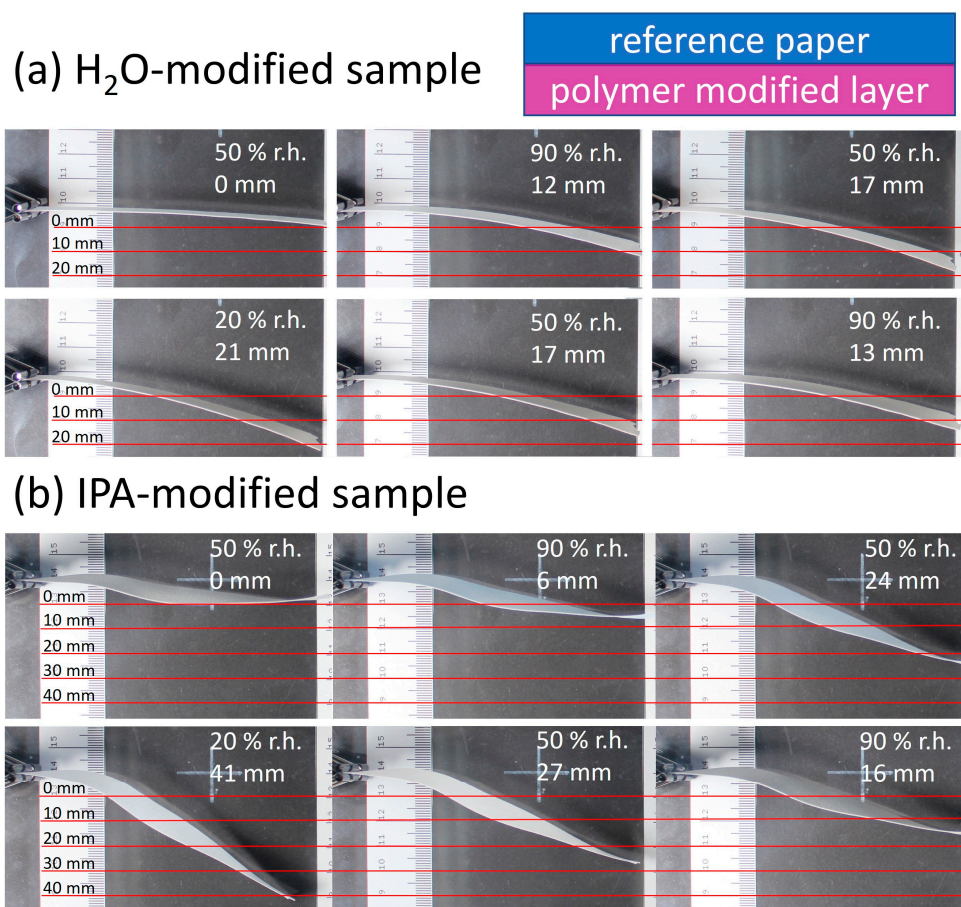 (a) H₂O-modified sample
reference paper
polymer modified layer
50 % r.h.
0 mm
90 % r.h.
12 mm
50 % r.h.
17 mm
0 mm
10 mm
20 mm
20 % r.h.
21 mm
50 % r.h.
17 mm
90 % r.h.
13 mm
0 mm
10 mm
20 mm
(b) IPA-modified sample
50 % r.h.
0 mm
90 % r.h.
6 mm
50 % r.h.
24 mm
0 mm
10 mm
20 mm
30 mm
40 mm
20 % r.h.
41 mm
50 % r.h.
27 mm
90 % r.h.
16 mm
0 mm
10 mm
20 mm
30 mm
40 mm